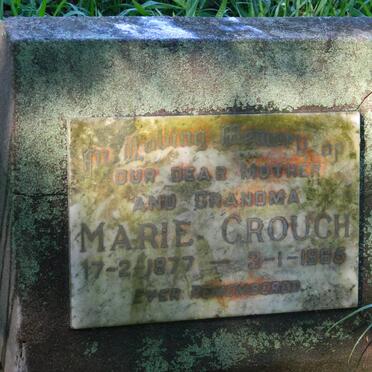 In Loving Memory of
OUR DEAR MOTHER
AND GRANDMA
MARIE CROUCH
17-2-1877 — 3-1-1966
EVER REMEMBERED